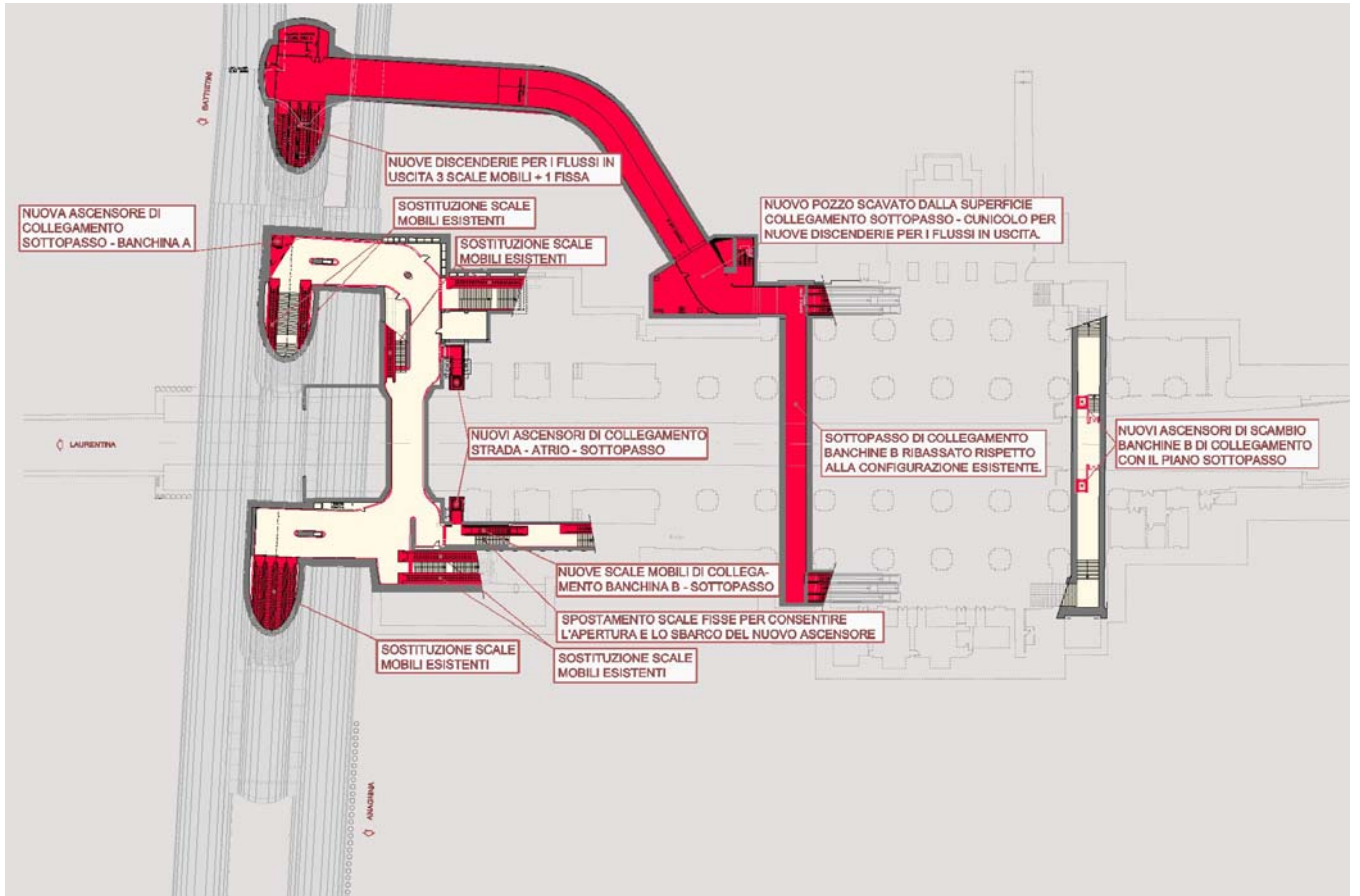 BATTISTINI
NUOVE DISCENDERIE PER I FLUSSI IN
USCITA 3 SCALE MOBILI + 1 FISSA
NUOVA ASCENSORE DI
COLLEGAMENTO
SOTTOPASSO - BANCHINA A
SOSTITUZIONE SCALE
MOBILI ESISTENTI
SOSTITUZIONE SCALE
MOBILI ESISTENTI
NUOVO POZZO SCAVATO DALLA SUPERFICIE
COLLEGAMENTO SOTTOPASSO - CUNICOLO PER
NUOVE DISCENDERIE PER I FLUSSI IN USCITA.
LAURENTINA
NUOVI ASCENSORI DI COLLEGAMENTO
STRADA - ATRIO - SOTTOPASSO
SOTTOPASSO DI COLLEGAMENTO
BANCHINE B RIBASSATO RISPETTO
ALLA CONFIGURAZIONE ESISTENTE.
NUOVI ASCENSORI DI SCAMBIO
BANCHINE B DI COLLEGAMENTO
CON IL PIANO SOTTOPASSO
NUOVE SCALE MOBILI DI COLLEGA-
MENTO BANCHINA B - SOTTOPASSO
SPOSTAMENTO SCALE FISSE PER CONSENTIRE
L'APERTURA E LO SBARCO DEL NUOVO ASCENSORE
SOSTITUZIONE SCALE
MOBILI ESISTENTI
SOSTITUZIONE SCALE
MOBILI ESISTENTI
ANAGNINA